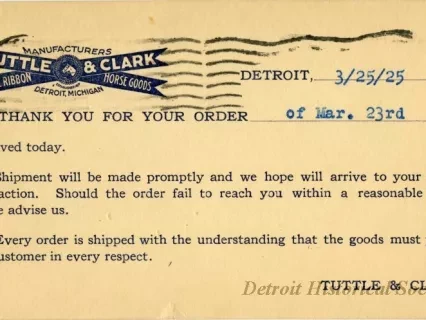 MANUFACTURERS
TUTTLE & CLARK
RIBBON HORSE GOODS
DETROIT, MICHIGAN
DETROIT, 3/25/25
THANK YOU FOR YOUR ORDER of Mar. 23rd
ved today.
Shipment will be made promptly and we hope will arrive to your
action. Should the order fail to reach you within a reasonable
e advise us.
Every order is shipped with the understanding that the goods must
ustomer in every respect.
TUTTLE & CL
Detroit Historical Soc